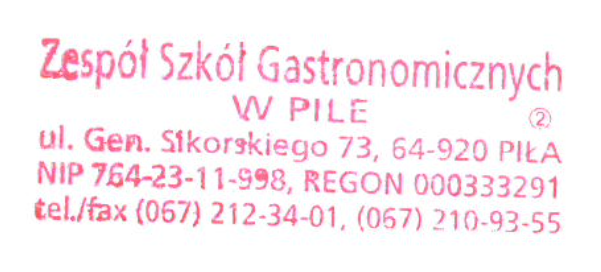 Zespół Szkół Gastronomicznych
W PILE
②
ul. Gen. Sikorskiego 73, 64-920 PIŁA
NIP 764-23-11-998, REGON 000333291
tel./fax (067) 212-34-01, (067) 210-93-55